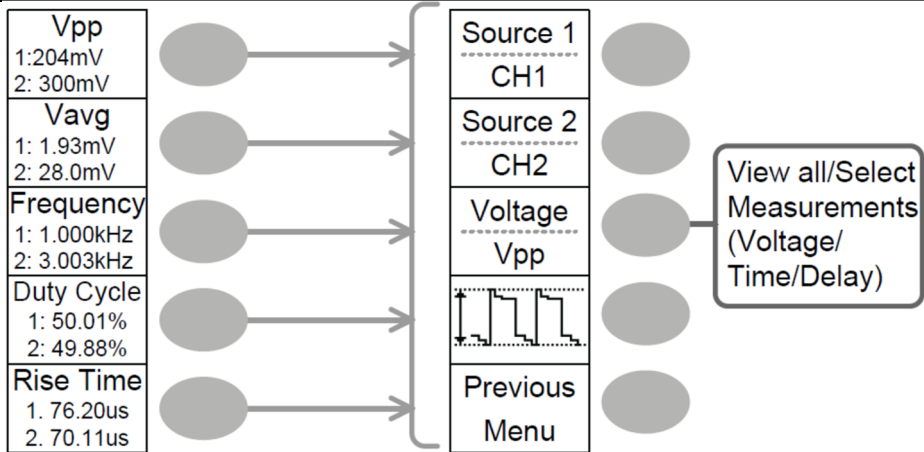 Vpp
1:204mV
2: 300mV
Vavg
1: 1.93mV
2: 28.0mV
Frequency
1: 1.000kHz
2: 3.003kHz
Duty Cycle
1: 50.01%
2: 49.88%
Rise Time
1. 76.20us
2. 70.11us
Source 1
CH1
Source 2
CH2
Voltage
Vpp
Previous
Menu
View all/Select
Measurements
(Voltage/
Time/Delay)